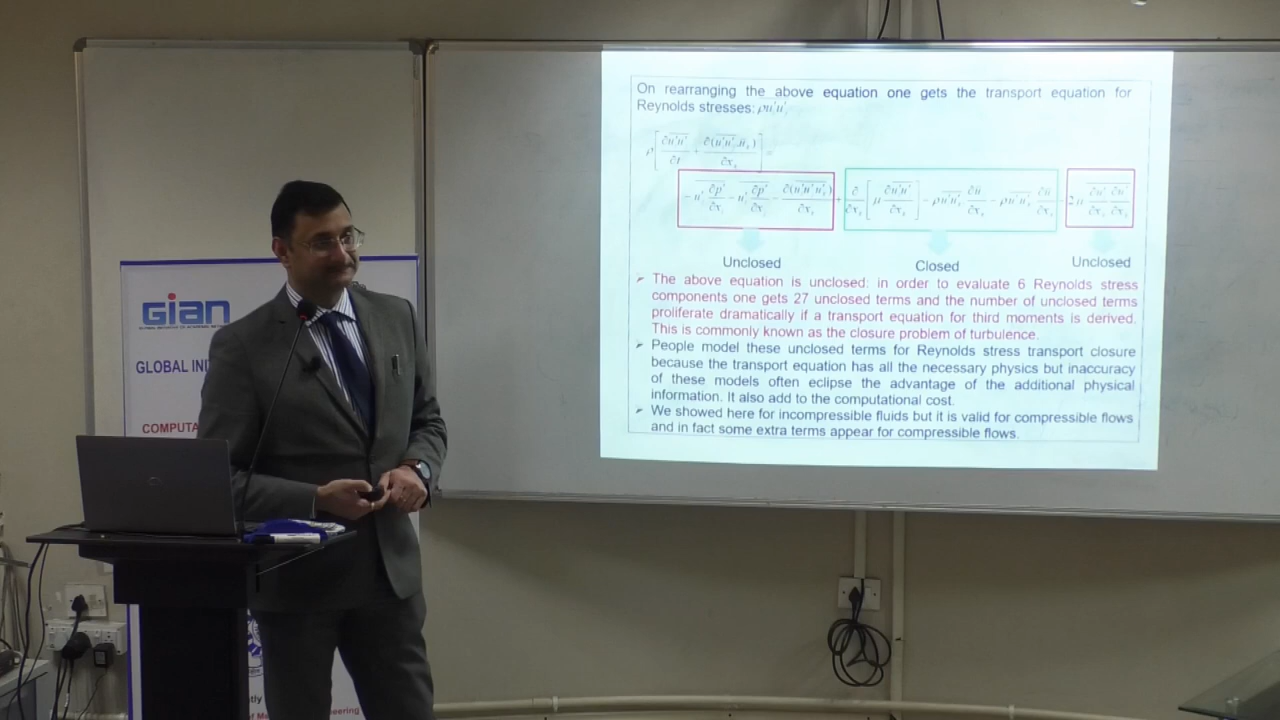 GIAN
GLOBAL INI
COMPUTA
tly
of Me
gineering
On rearranging the above equation one gets the transport equation for
Reynolds stresses:
Unclosed
Closed
Unclosed
➤ The above equation is unclosed: in order to evaluate 6 Reynolds stress
components one gets 27 unclosed terms and the number of unclosed terms
proliferate dramatically if a transport equation for third moments is derived.
This is commonly known as the closure problem of turbulence.
➤ People model these unclosed terms for Reynolds stress transport closure
because the transport equation has all the necessary physics but inaccuracy
of these models often eclipse the advantage of the additional physical
information. It also add to the computational cost.
➤ We showed here for incompressible fluids but it is valid for compressible flows
and in fact some extra terms appear for compressible flows.